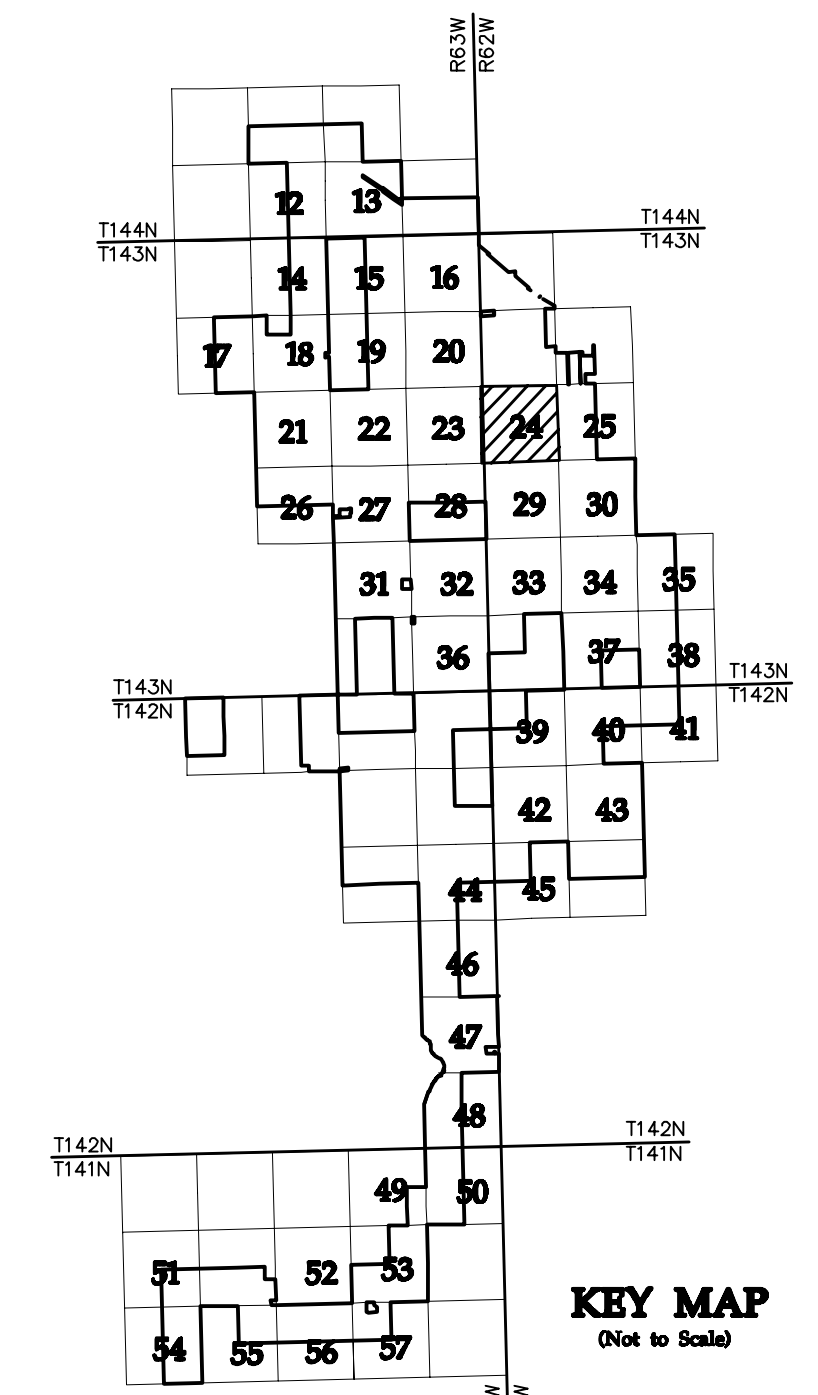 R63W
R62W
12 13
T144N T144N
T143N T143N
14 15 16
17 18 19 20
21 22 23 24 25
26 27 28 29 30
31 32 33 34 35
36 37 38
T143N T143N
T142N T142N
39 40 41
42 43
44 45
46
47
48
T142N T142N
T141N T141N
49 50
51 52 53
54 55 56 57
KEY MAP
(Not to Scale)
W W